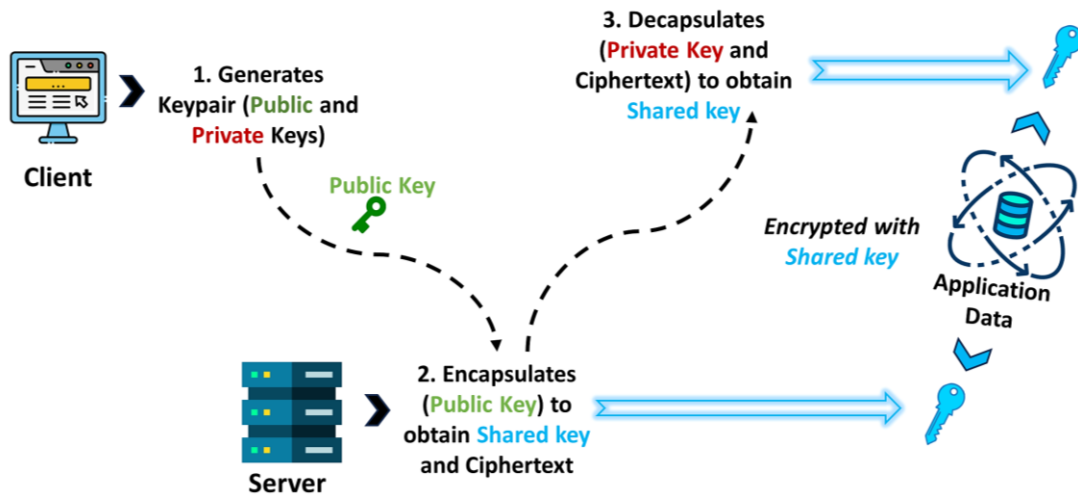 Client
1. Generates
Keypair (Public and
Private Keys)
Public Key
Server
2. Encapsulates
(Public Key) to
obtain Shared key
and Ciphertext
3. Decapsulates
(Private Key and
Ciphertext) to obtain
Shared key
Encrypted with
Shared key
Application
Data